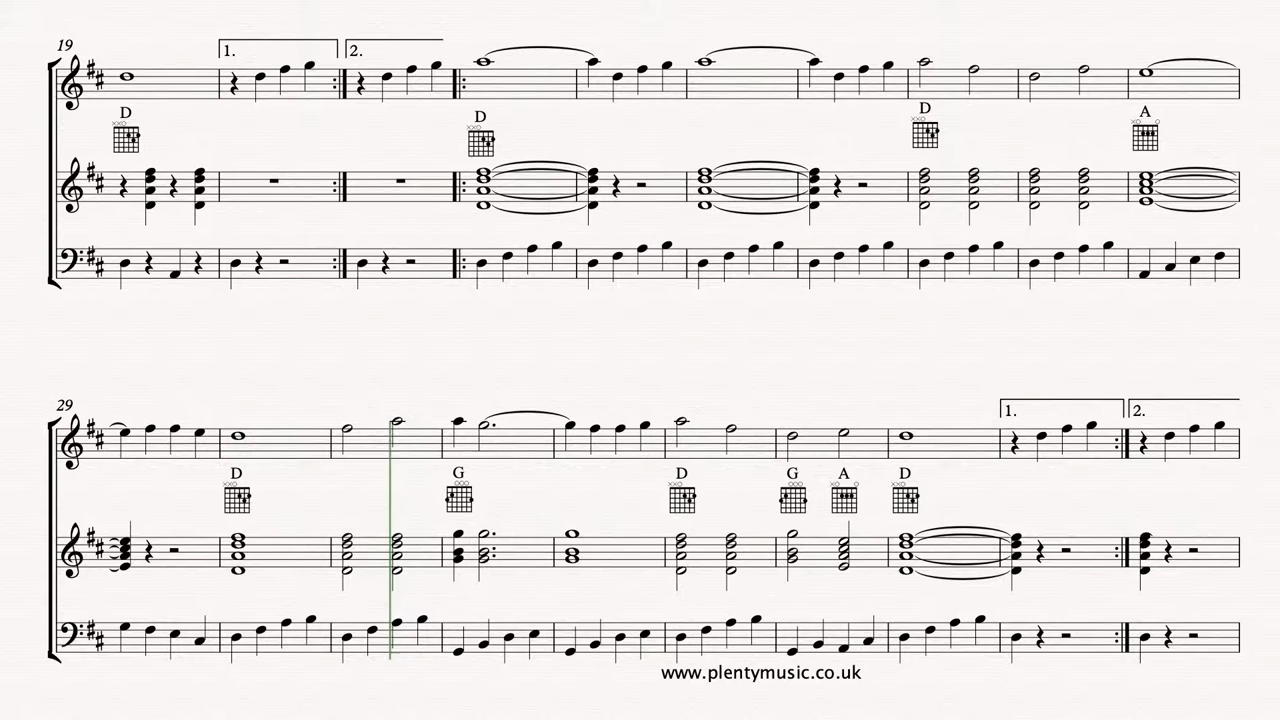 19
1. 2.
D D D A
29
D G D G A D
1. 2.
www.plentymusic.co.uk